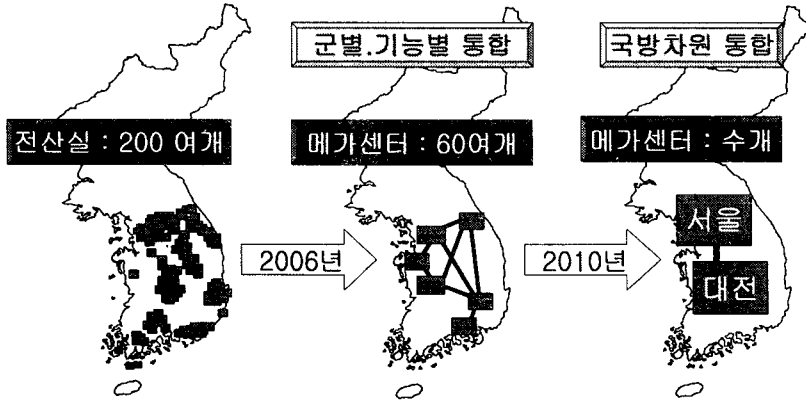 군별.기능별 통합
국방차원 통합
전산실 : 200 여개
메가센터 : 60여개
메가센터 : 수개
2006년
2010년
서울
대전